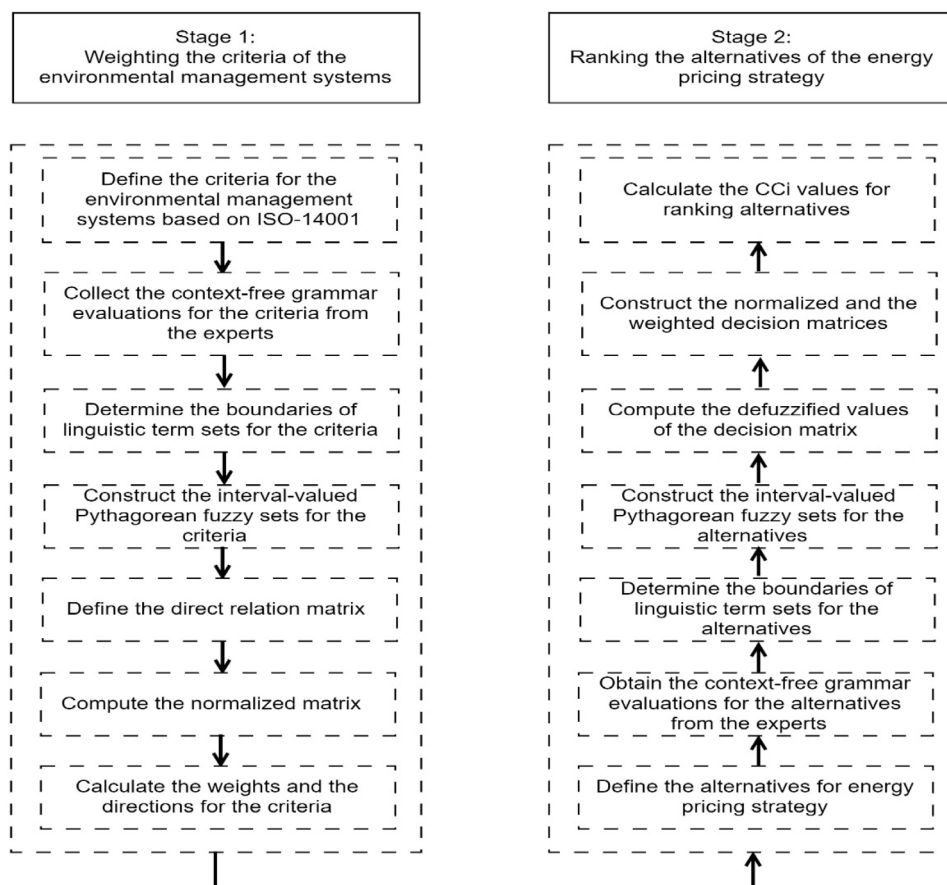 Stage 1:
Weighting the criteria of the
environmental management systems
Define the criteria for the
environmental management
systems based on ISO-14001
Collect the context-free grammar
evaluations for the criteria from
the experts
Determine the boundaries of
linguistic term sets for the criteria
Construct the interval-valued
Pythagorean fuzzy sets for the
criteria
Define the direct relation matrix
Compute the normalized matrix
Calculate the weights and the
directions for the criteria
Stage 2:
Ranking the alternatives of the energy
pricing strategy
Calculate the CCi values for
ranking alternatives
Construct the normalized and the
weighted decision matrices
Compute the defuzzified values
of the decision matrix
Construct the interval-valued
Pythagorean fuzzy sets for the
alternatives
Determine the boundaries of
linguistic term sets for the
alternatives
Obtain the context-free grammar
evaluations for the alternatives
from the experts
Define the alternatives for energy
pricing strategy